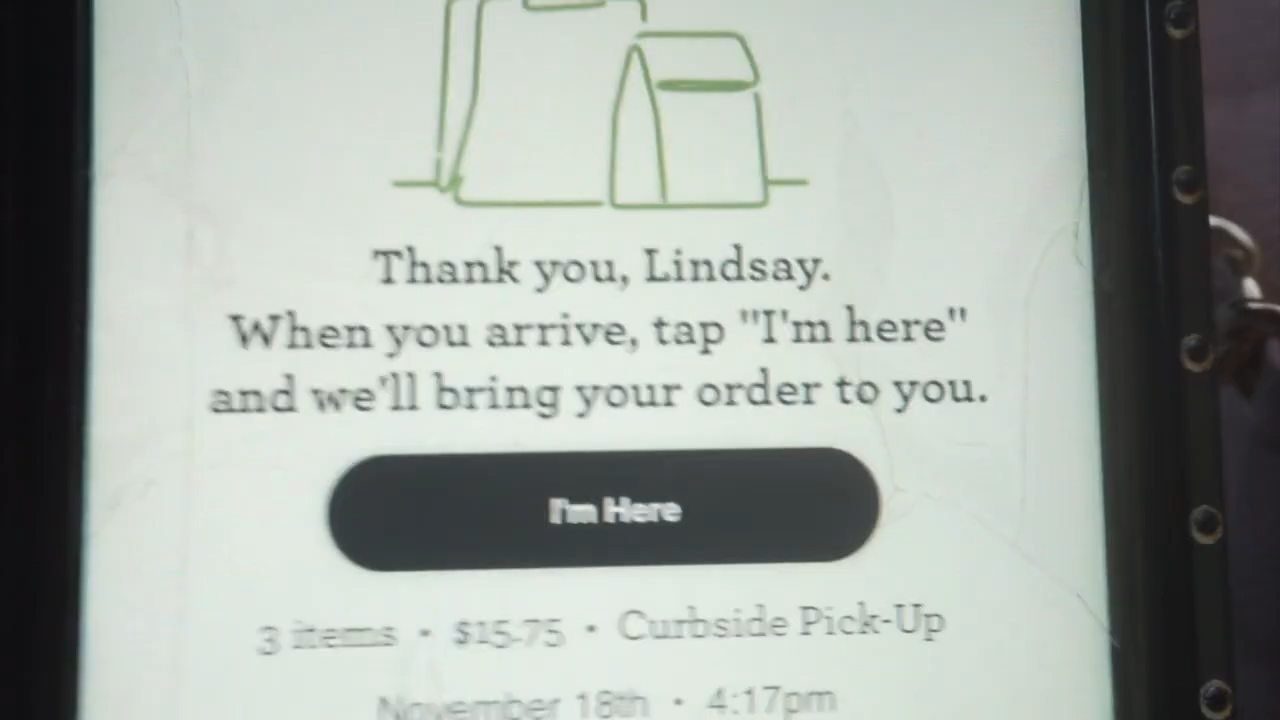 Thank you, Lindsay.
When you arrive, tap "I'm here"
and we'll bring your order to you.
I'm Here
3 items • $15.75 • Curbside Pick-Up
November 18th • 4:17pm